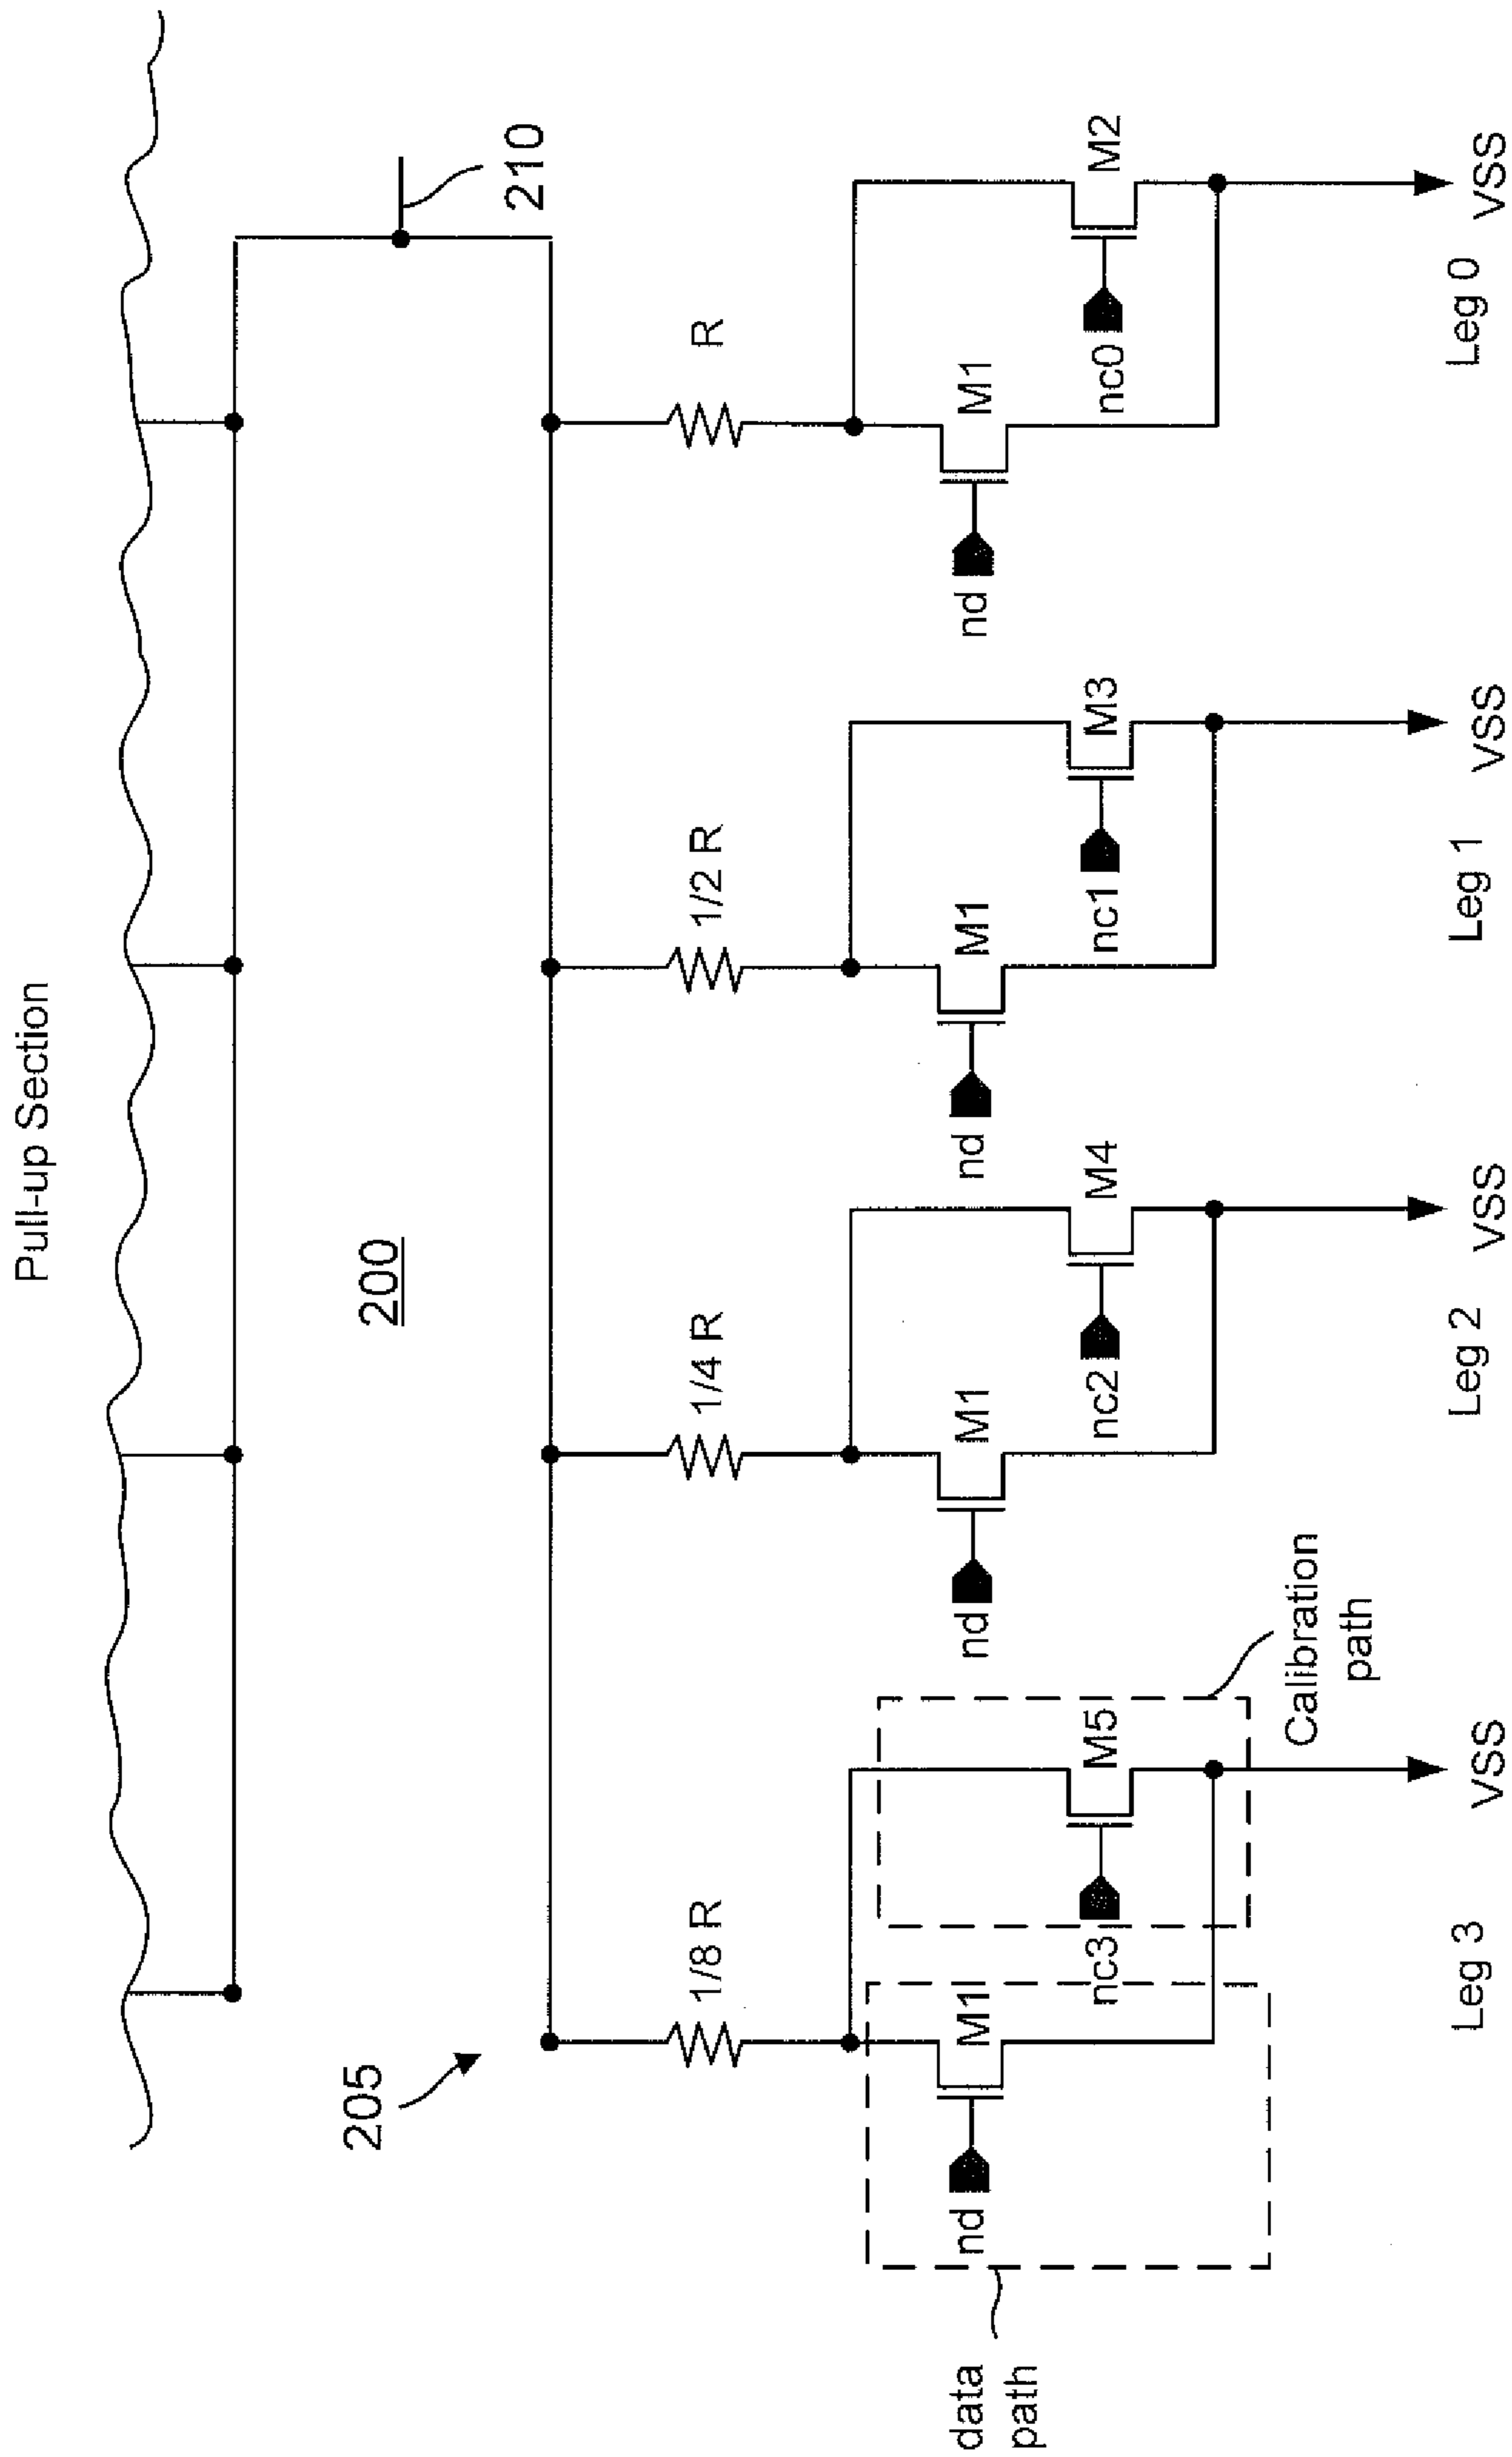 Pull-up Section
200
210
205
1/8 R
1/4 R
1/2 R
R
data
path
nd
M1
nc3
M5
Calibration
path
nd
M1
nc2
M4
nd
M1
nc1
M3
nd
M1
nc0
M2
Leg 3
VSS
Leg 2
VSS
Leg 1
VSS
Leg 0
VSS